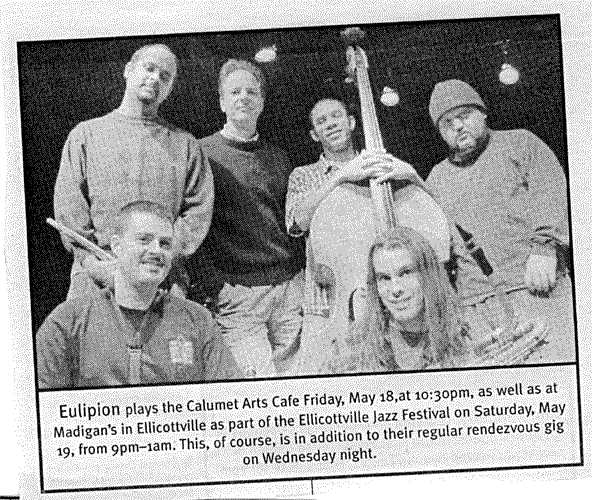 Eulipion plays the Calumet Arts Cafe Friday, May 18,at 10:30pm, as well as at
Madigan's in Ellicottville as part of the Ellicottville Jazz Festival on Saturday, May
19, from 9pm–1am. This, of course, is in addition to their regular rendezvous gig
on Wednesday night.